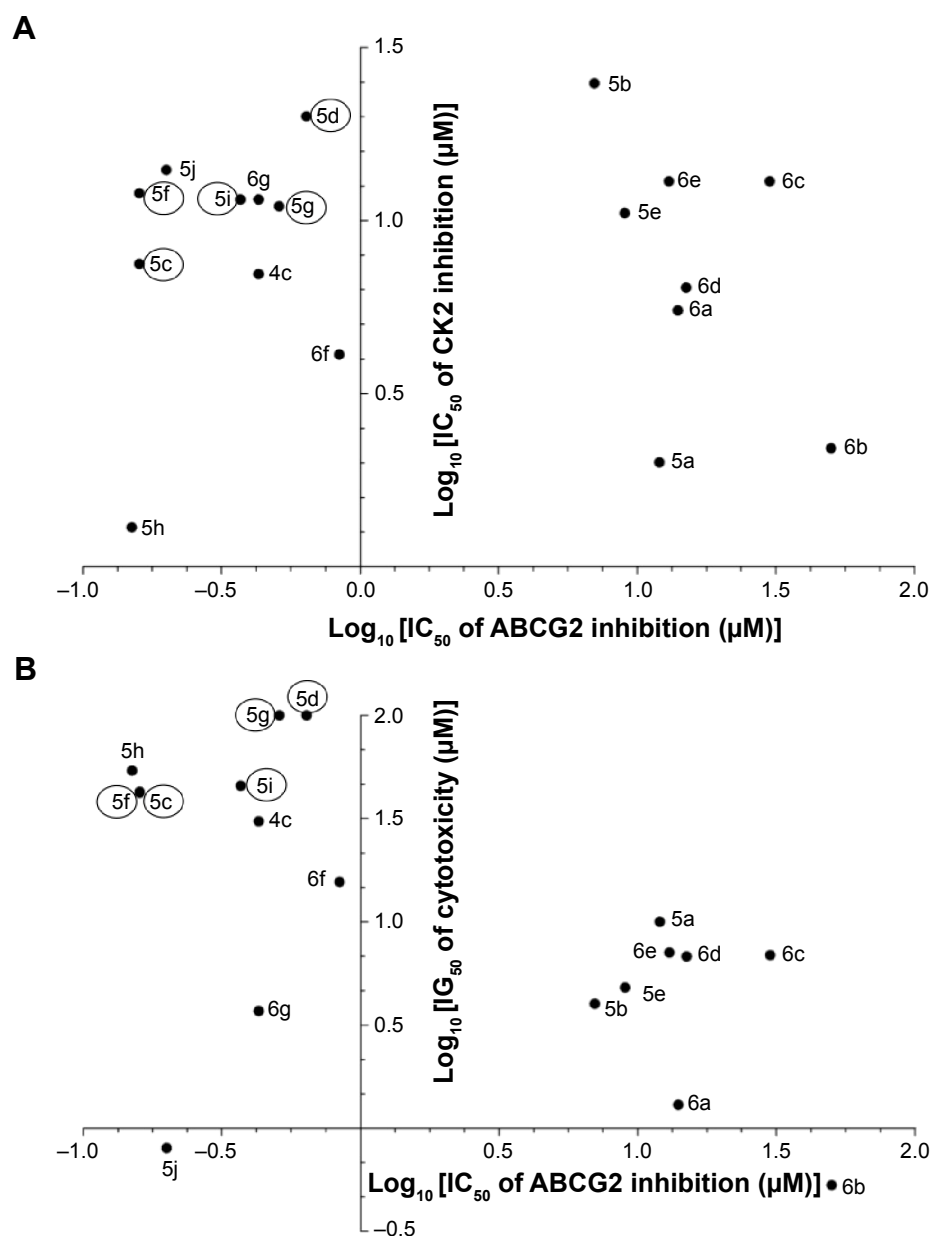 A
1.5
5b
5d
5j
6g
6e
6c
5f
5i
5g
1.0
5e
5c
4c
6d
6a
6f
0.5
6b
5a
5h
Log10 [IC50 of CK2 inhibition (µM)]
–1.0
–0.5
0.0
0.5
1.0
1.5
2.0
Log10 [IC50 of ABCG2 inhibition (µM)]
B
5d
5g
2.0
5h
5i
5f
5c
1.5
4c
6f
1.0
5a
6e
6d
6c
5e
5b
6g
0.5
6a
Log10 [IG50 of cytotoxicity (µM)]
–1.0
–0.5
0.5
1.0
1.5
2.0
5j
Log10 [IC50 of ABCG2 inhibition (µM)]
6b
–0.5